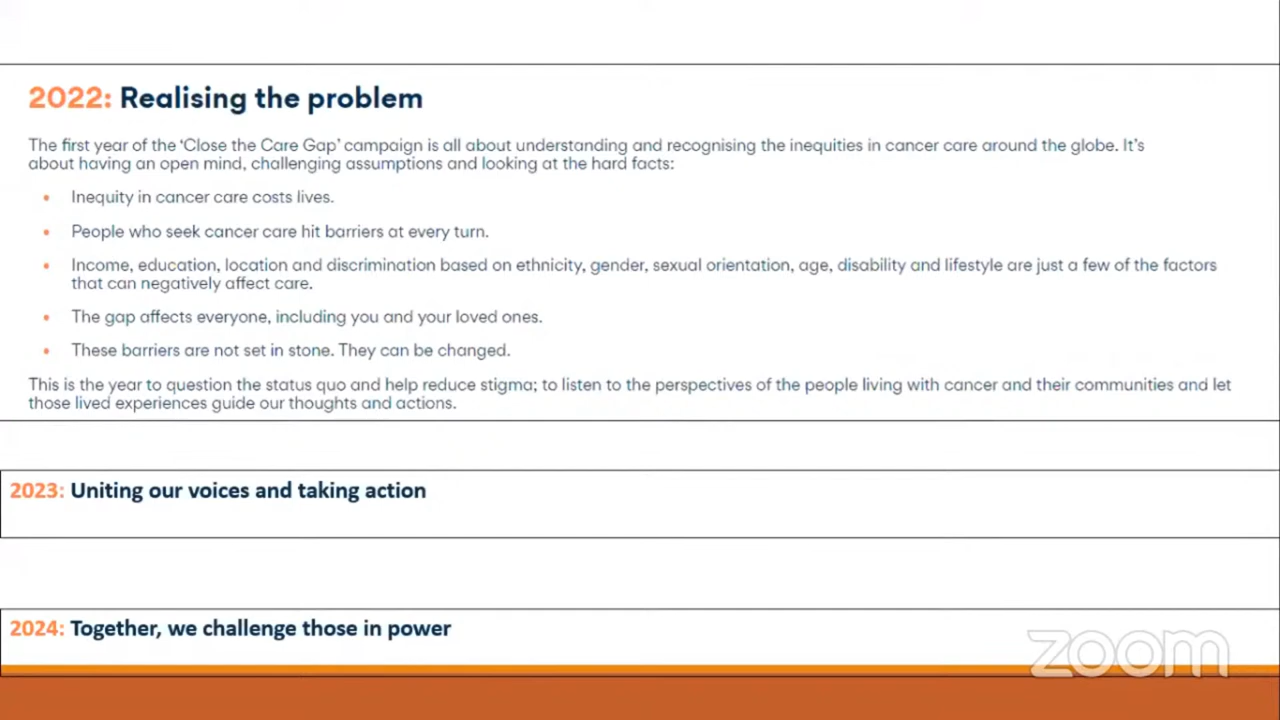 2022: Realising the problem
The first year of the ‘Close the Care Gap’ campaign is all about understanding and recognising the inequities in cancer care around the globe. It’s
about having an open mind, challenging assumptions and looking at the hard facts:
• Inequity in cancer care costs lives.
• People who seek cancer care hit barriers at every turn.
• Income, education, location and discrimination based on ethnicity, gender, sexual orientation, age, disability and lifestyle are just a few of the factors
that can negatively affect care.
• The gap affects everyone, including you and your loved ones.
• These barriers are not set in stone. They can be changed.
This is the year to question the status quo and help reduce stigma; to listen to the perspectives of the people living with cancer and their communities and let
those lived experiences guide our thoughts and actions.
2023: Uniting our voices and taking action
2024: Together, we challenge those in power
zoom